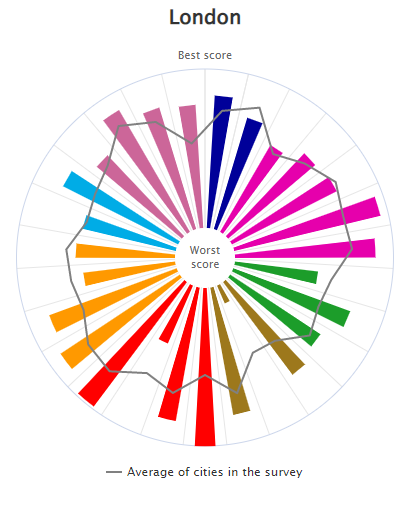 London
Best score
Worst
score
Average of cities in the survey